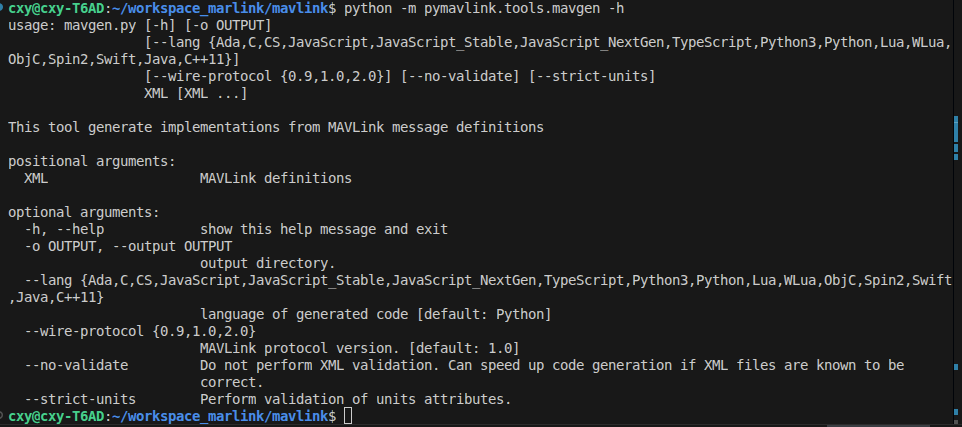 cxy@cxy-T6AD:~/workspace_marlink/mavlink$ python -m pymavlink.tools.mavgen -h
usage: mavgen.py [-h] [-o OUTPUT]
                 [--lang {Ada,C,CS,JavaScript,JavaScript_Stable,JavaScript_NextGen,TypeScript,Python3,Python,Lua,WLua,
ObjC,Spin2,Swift,Java,C++11}]
                 [--wire-protocol {0.9,1.0,2.0}] [--no-validate] [--strict-units]
                 XML [XML ...]

This tool generate implementations from MAVLink message definitions

positional arguments:
  XML                   MAVLink definitions

optional arguments:
  -h, --help            show this help message and exit
  -o OUTPUT, --output OUTPUT
                        output directory.
  --lang {Ada,C,CS,JavaScript,JavaScript_Stable,JavaScript_NextGen,TypeScript,Python3,Python,Lua,WLua,ObjC,Spin2,Swift
,Java,C++11}
                        language of generated code [default: Python]
  --wire-protocol {0.9,1.0,2.0}
                        MAVLink protocol version. [default: 1.0]
  --no-validate         Do not perform XML validation. Can speed up code generation if XML files are known to be
                        correct.
  --strict-units        Perform validation of units attributes.
cxy@cxy-T6AD:~/workspace_marlink/mavlink$